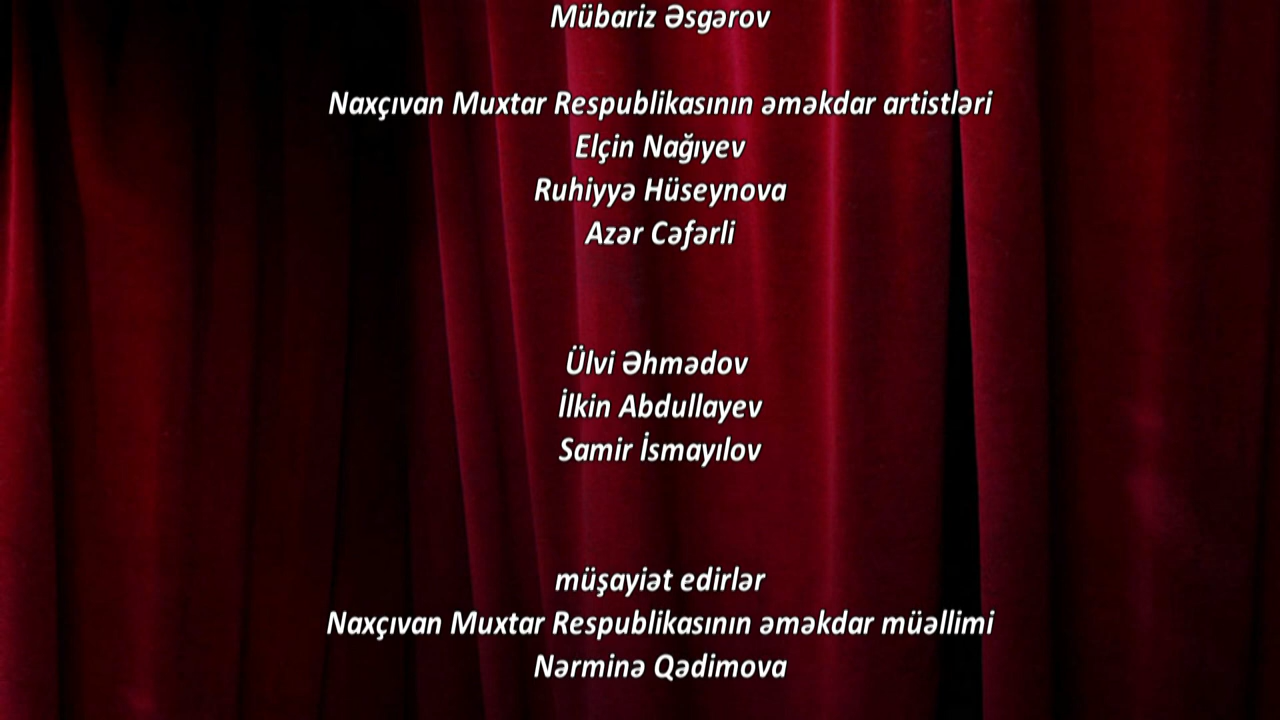 Mübariz Əsgərov
Naxçıvan Muxtar Respublikasının əməkdar artistləri
Elçin Nağıyev
Ruhiyyə Hüseynova
Azər Cəfərli
Ülvi Əhmədov
İlkin Abdullayev
Samir İsmayılov
müşayiət edirlər
Naxçıvan Muxtar Respublikasının əməkdar müəllimi
Nərminə Qədimova